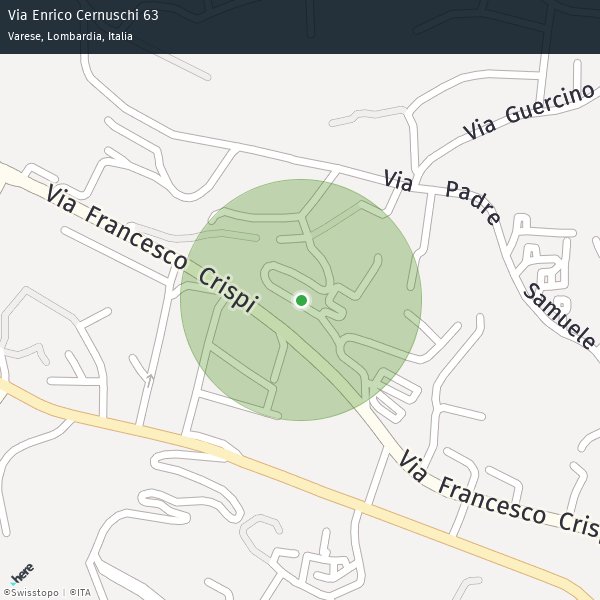 Via Enrico Cernuschi 63
Varese, Lombardia, Italia
Via Guercino
Via Padre Samuele
Via Francesco Crispi
Via Francesco Cris
here
©Swisstopo | ©ITA